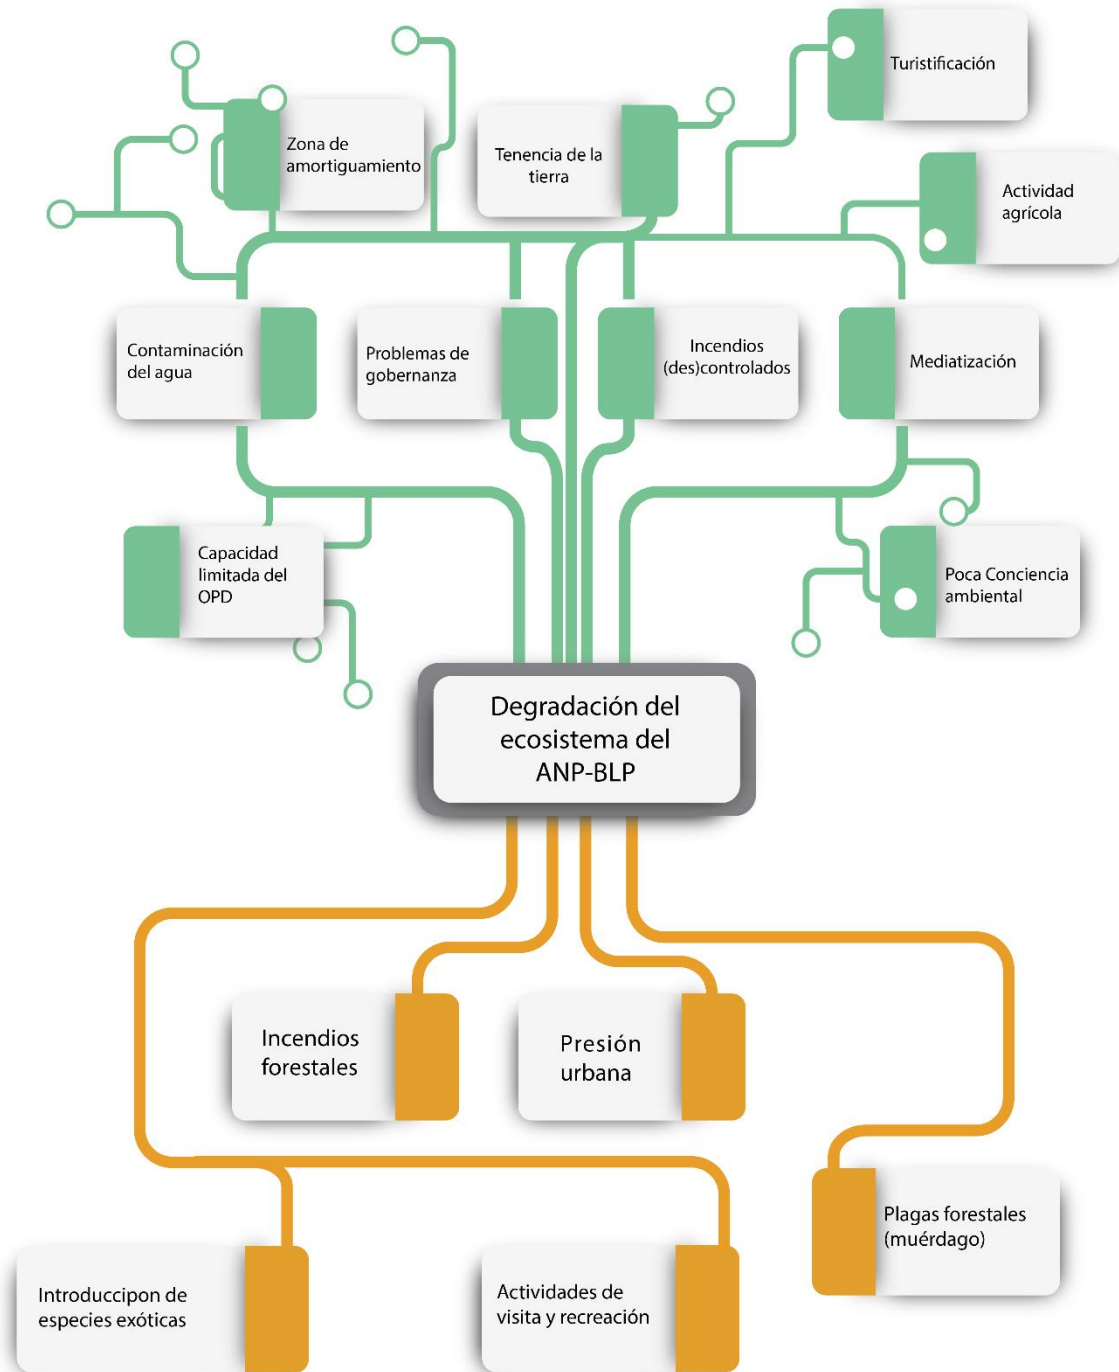 Turistificación
Zona de
amortiguamiento
Tenencia de la
tierra
Actividad
agrícola
Contaminación
del agua
Problemas de
gobernanza
Incendios
(des)controlados
Mediatización
Capacidad
limitada del
OPD
Poca Conciencia
ambiental
Degradación del
ecosistema del
ANP-BLP
Incendios
forestales
Presión
urbana
Plagas forestales
(muérdago)
Introduccipon de
especies exóticas
Actividades de
visita y recreación